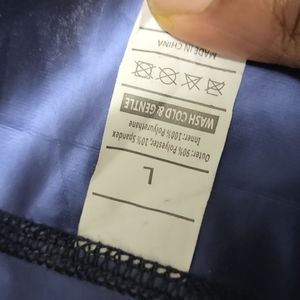 L
Outer: 90% Polyester, 10% Spandex
Inner: 100% Polyurethane
WASH COLD & GENTLE
MADE IN CHINA